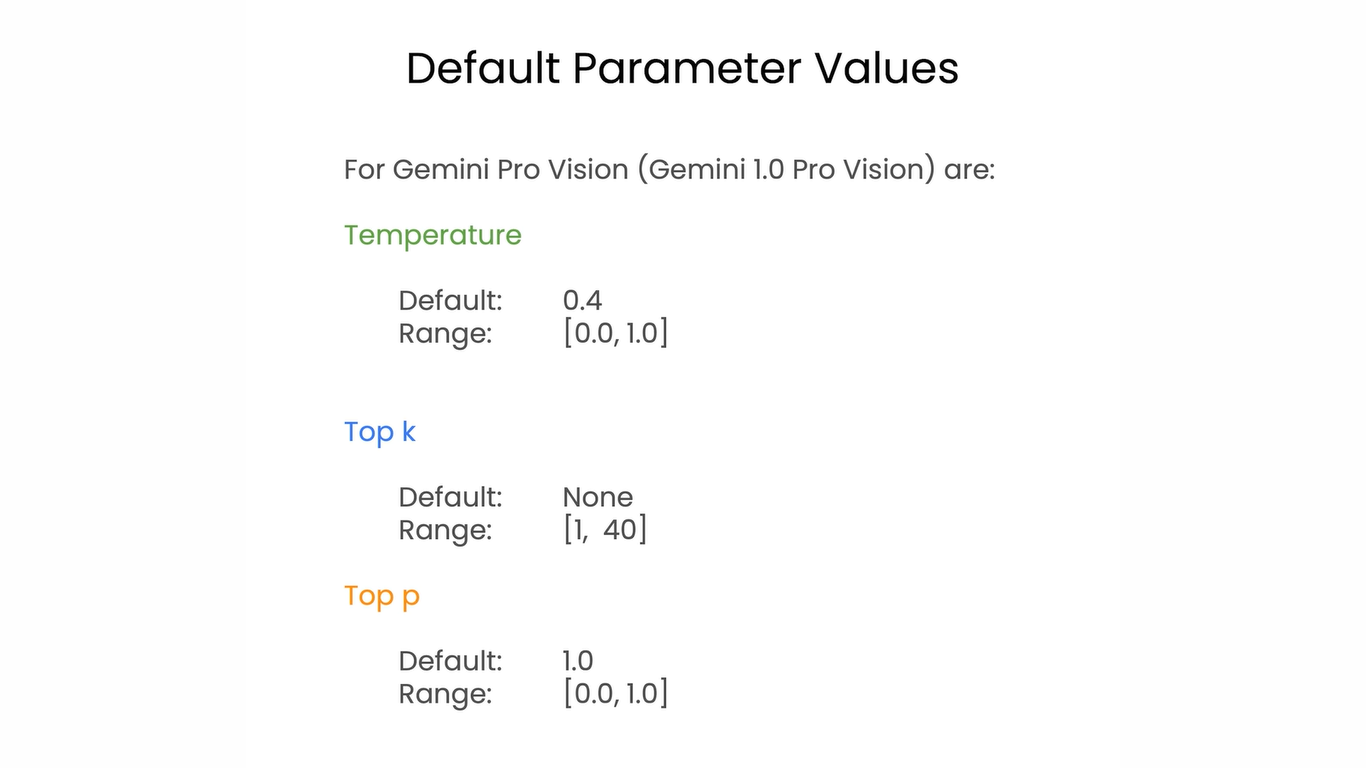 Default Parameter Values
For Gemini Pro Vision (Gemini 1.0 Pro Vision) are:
Temperature
Default: 0.4
Range: [0.0, 1.0]
Top k
Default: None
Range: [1, 40]
Top p
Default: 1.0
Range: [0.0, 1.0]